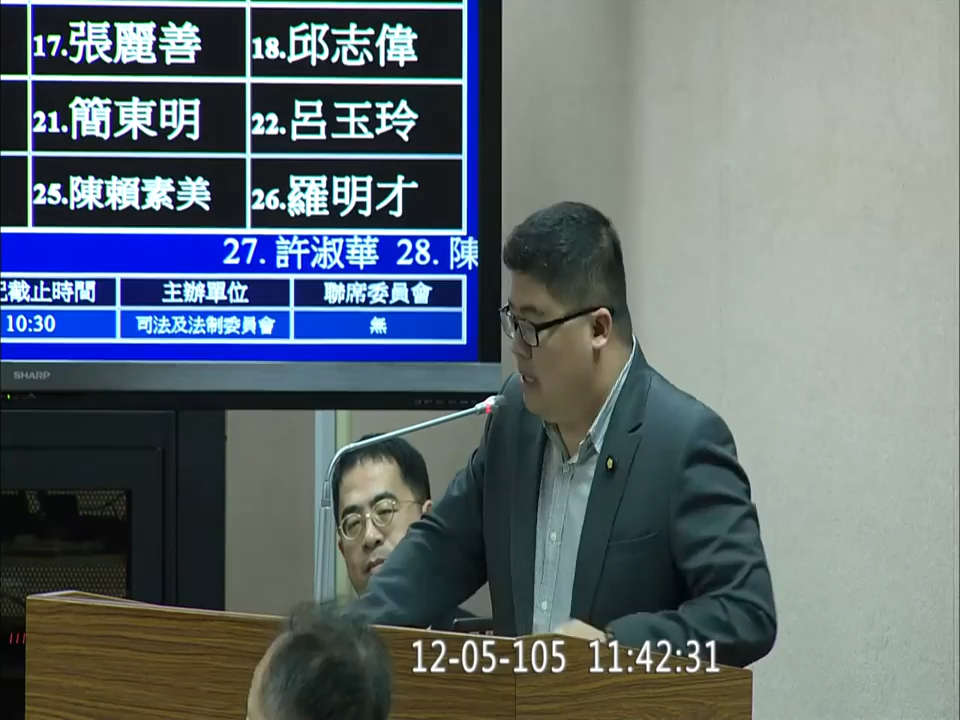 17.張麗善 18.邱志偉
21.簡東明 22.呂玉玲
25.陳賴素美 26.羅明才
27. 許淑華 28. 陳
記截止時間 主辦單位 聯席委員會
10:30 司法及法制委員會 無
SHARP
12-05-105 11:42:31